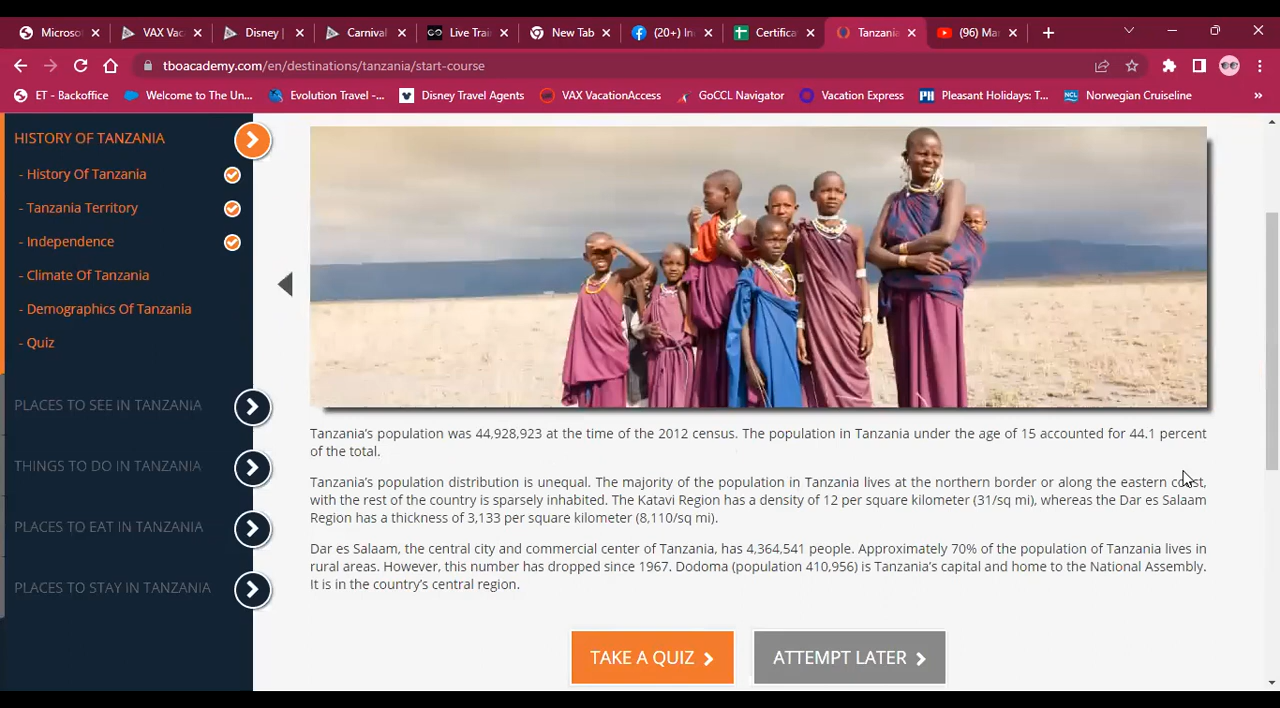 Microso
VAX Vac
Disney |
Carnival
Live Trai
New Tab
(20+) In
Certifica
Tanzania
(96) Ma
tboacademy.com/en/destinations/tanzania/start-course
ET - Backoffice
Welcome to The Un...
Evolution Travel -...
Disney Travel Agents
VAX VacationAccess
GoCCL Navigator
Vacation Express
PH
Pleasant Holidays: T...
NCL
Norwegian Cruiseline
»
HISTORY OF TANZANIA
- History Of Tanzania
- Tanzania Territory
- Independence
- Climate Of Tanzania
- Demographics Of Tanzania
- Quiz
PLACES TO SEE IN TANZANIA
THINGS TO DO IN TANZANIA
PLACES TO EAT IN TANZANIA
PLACES TO STAY IN TANZANIA
Tanzania's population was 44,928,923 at the time of the 2012 census. The population in Tanzania under the age of 15 accounted for 44.1 percent
of the total.
Tanzania's population distribution is unequal. The majority of the population in Tanzania lives at the northern border or along the eastern coast,
with the rest of the country is sparsely inhabited. The Katavi Region has a density of 12 per square kilometer (31/sq mi), whereas the Dar es Salaam
Region has a thickness of 3,133 per square kilometer (8,110/sq mi).
Dar es Salaam, the central city and commercial center of Tanzania, has 4,364,541 people. Approximately 70% of the population of Tanzania lives in
rural areas. However, this number has dropped since 1967. Dodoma (population 410,956) is Tanzania's capital and home to the National Assembly.
It is in the country's central region.
TAKE A QUIZ
ATTEMPT LATER